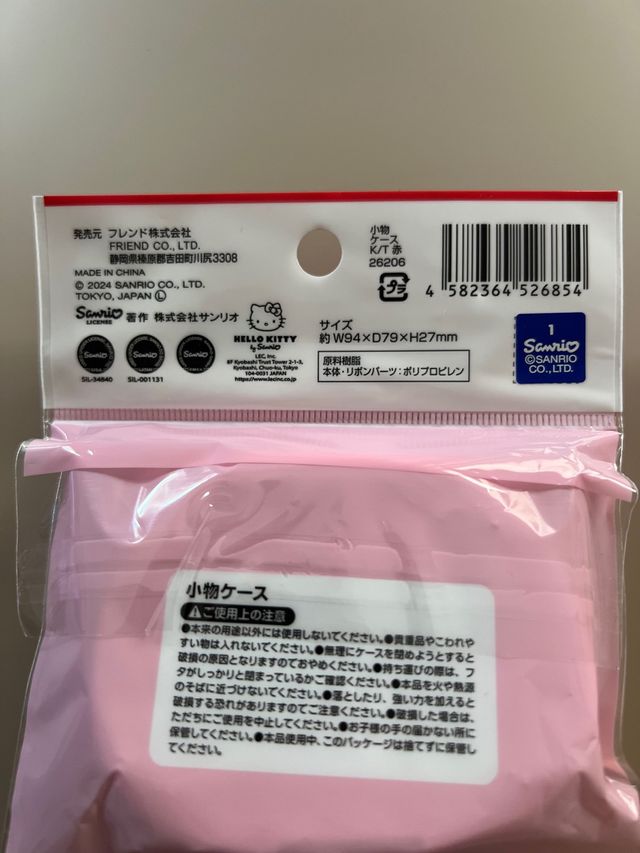 発売元 フレンド株式会社
FRIEND CO., LTD.
静岡県榛原郡吉田町川尻3308
MADE IN CHINA
© 2024 SANRIO CO., LTD.
TOKYO, JAPAN Ⓛ
Sanrio
LICENSE
著作 株式会社サンリオ
Sanrio
Sanrio
Sanrio
SIL-34840
SIL-001131
HELLO KITTY
by Sanrio
LEC, Inc.
8F Kyobashi Trust Tower 2-1-3,
Kyobashi, Chuo-ku, Tokyo
104-0031 JAPAN
https://www.lecinc.co.jp
小物
ケース
K/T 赤
26206
プラ
4 582364 526854
サイズ
約 W94×D79×H27mm
原料樹脂
本体・リボンパーツ：ポリプロピレン
1
Sanrio
©SANRIO
CO., LTD.
小物ケース
ご使用上の注意
●本来の用途以外には使用しないでください。●貴重品やこわれや
すい物は入れないでください。●無理にケースを閉めようとすると
破損の原因となりますのでおやめください。●持ち運びの際は、フ
タがしっかりと閉まっているかご確認ください。●本品を火や熱源
のそばに近づけないでください。●落としたり、強い力を加えると
破損する恐れがありますのでご注意ください。●破損した場合は、
ただちにご使用を中止してください。●お子様の手の届かない所に
保管してください。●本品使用中、このパッケージは捨てずに保管し
てください。